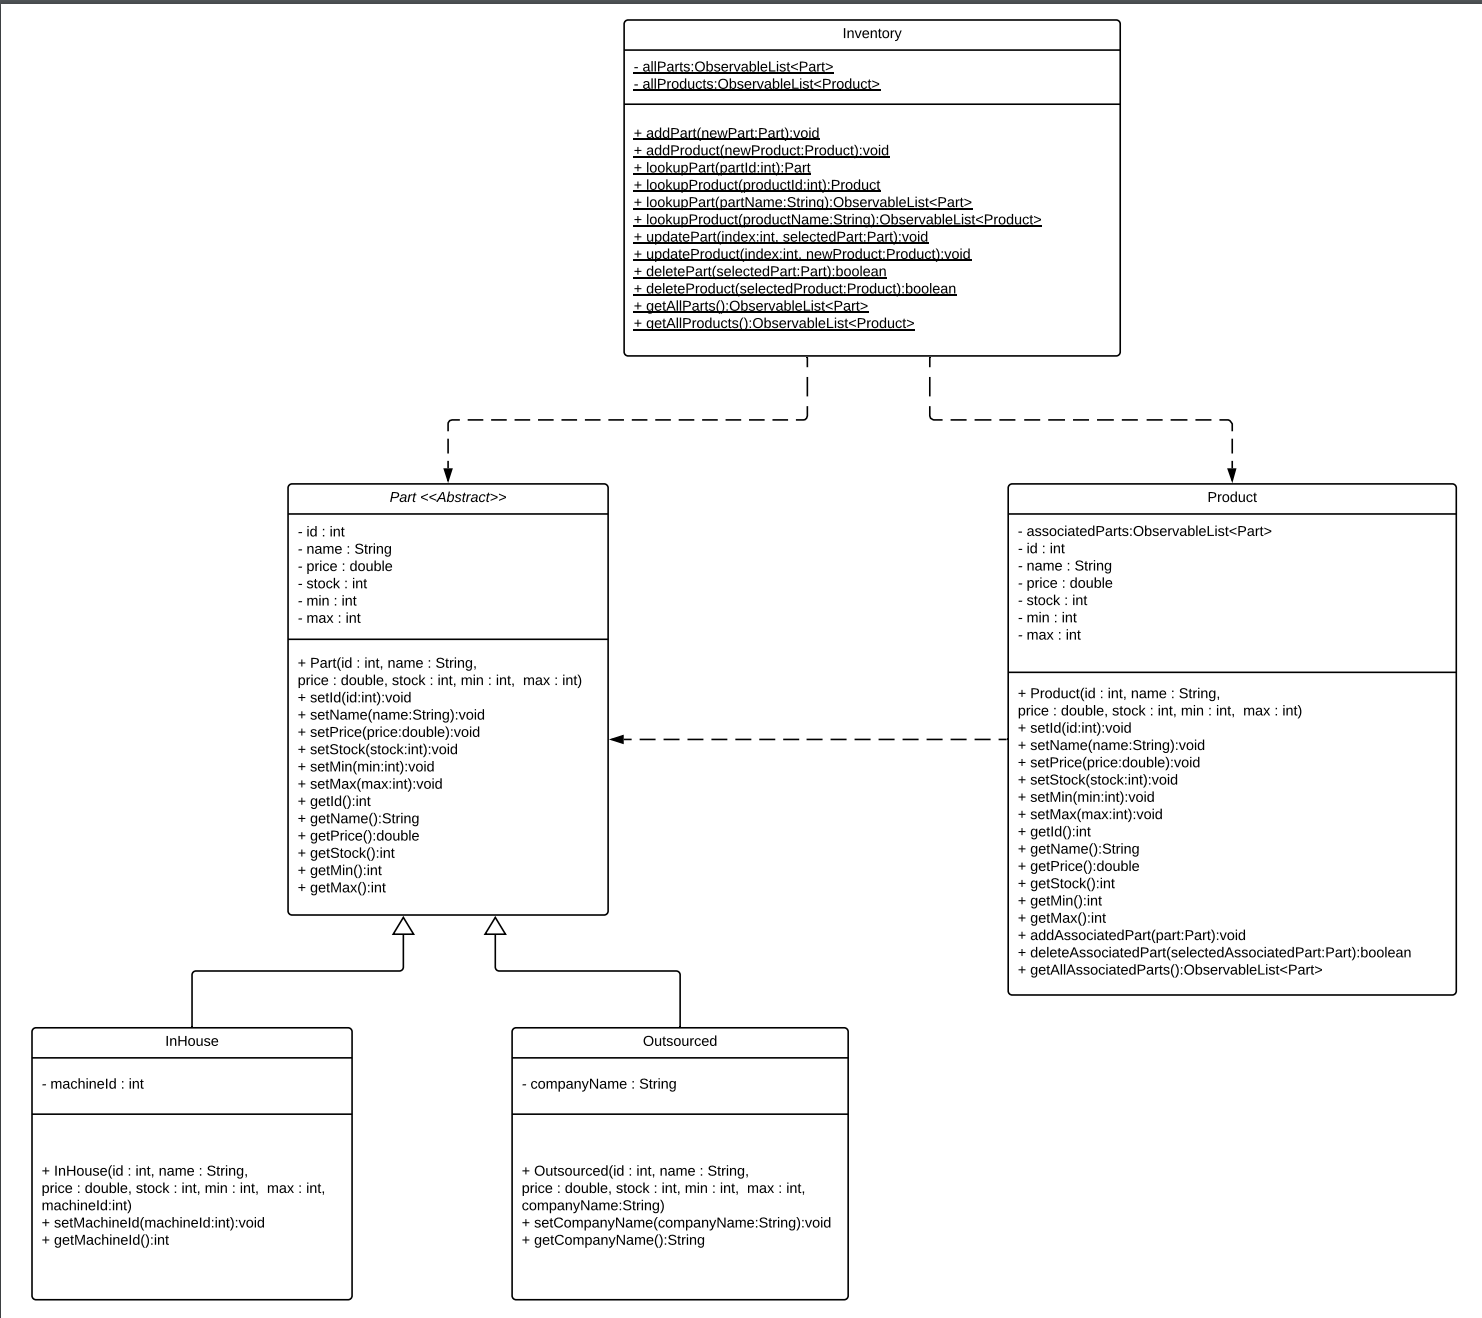 Inventory
- allParts:ObservableList<Part>
- allProducts:ObservableList<Product>
+ addPart(newPart:Part):void
+ addProduct(newProduct:Product):void
+ lookupPart(partId:int):Part
+ lookupProduct(productId:int):Product
+ lookupPart(partName:String):ObservableList<Part>
+ lookupProduct(productName:String):ObservableList<Product>
+ updatePart(index:int, selectedPart:Part):void
+ updateProduct(index:int, newProduct:Product):void
+ deletePart(selectedPart:Part):boolean
+ deleteProduct(selectedProduct:Product):boolean
+ getAllParts():ObservableList<Part>
+ getAllProducts():ObservableList<Product>
Part <<Abstract>>
- id : int
- name : String
- price : double
- stock : int
- min : int
- max : int
+ Part(id : int, name : String,
price : double, stock : int, min : int,  max : int)
+ setId(id:int):void
+ setName(name:String):void
+ setPrice(price:double):void
+ setStock(stock:int):void
+ setMin(min:int):void
+ setMax(max:int):void
+ getId():int
+ getName():String
+ getPrice():double
+ getStock():int
+ getMin():int
+ getMax():int
Product
- associatedParts:ObservableList<Part>
- id : int
- name : String
- price : double
- stock : int
- min : int
- max : int
+ Product(id : int, name : String,
price : double, stock : int, min : int,  max : int)
+ setId(id:int):void
+ setName(name:String):void
+ setPrice(price:double):void
+ setStock(stock:int):void
+ setMin(min:int):void
+ setMax(max:int):void
+ getId():int
+ getName():String
+ getPrice():double
+ getStock():int
+ getMin():int
+ getMax():int
+ addAssociatedPart(part:Part):void
+ deleteAssociatedPart(selectedAssociatedPart:Part):boolean
+ getAllAssociatedParts():ObservableList<Part>
InHouse
- machineId : int
+ InHouse(id : int, name : String,
price : double, stock : int, min : int,  max : int,
machineId:int)
+ setMachineId(machineId:int):void
+ getMachineId():int
Outsourced
- companyName : String
+ Outsourced(id : int, name : String,
price : double, stock : int, min : int,  max : int,
companyName:String)
+ setCompanyName(companyName:String):void
+ getCompanyName():String